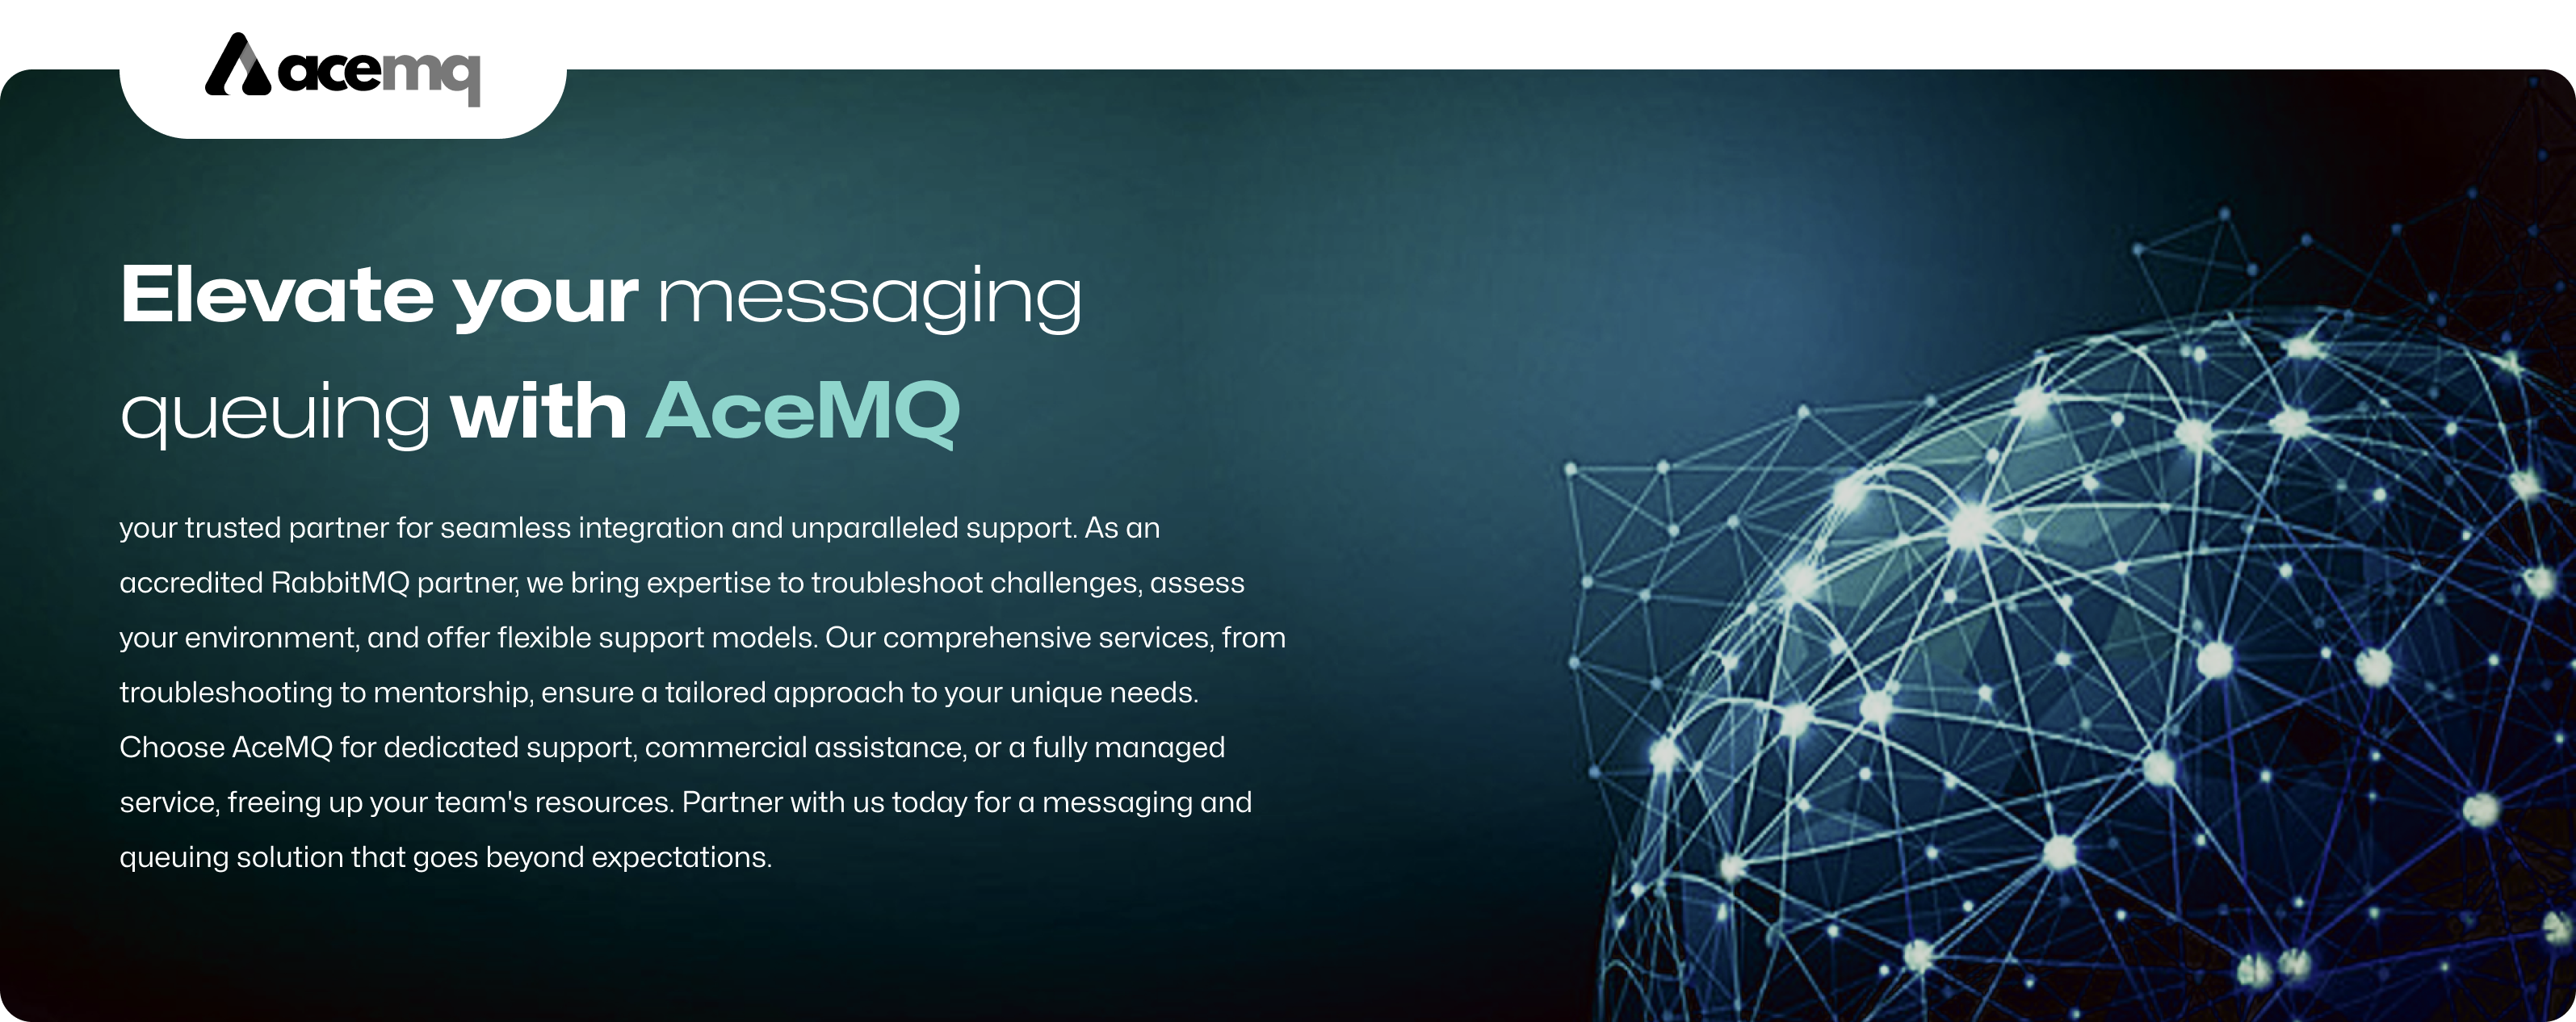 acemq
Elevate your messaging
queuing with AceMQ
your trusted partner for seamless integration and unparalleled support. As an
accredited RabbitMQ partner, we bring expertise to troubleshoot challenges, assess
your environment, and offer flexible support models. Our comprehensive services, from
troubleshooting to mentorship, ensure a tailored approach to your unique needs.
Choose AceMQ for dedicated support, commercial assistance, or a fully managed
service, freeing up your team's resources. Partner with us today for a messaging and
queuing solution that goes beyond expectations.